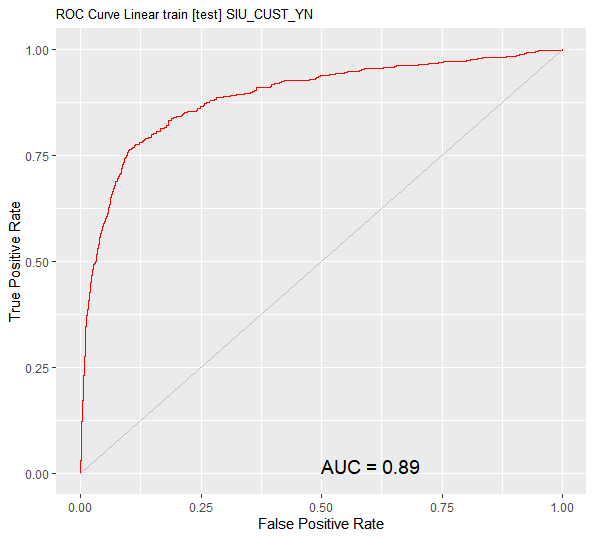 ROC Curve Linear train [test] SIU_CUST_YN
1.00
0.75
0.50
0.25
0.00
True Positive Rate
AUC = 0.89
0.00 0.25 0.50 0.75 1.00
False Positive Rate